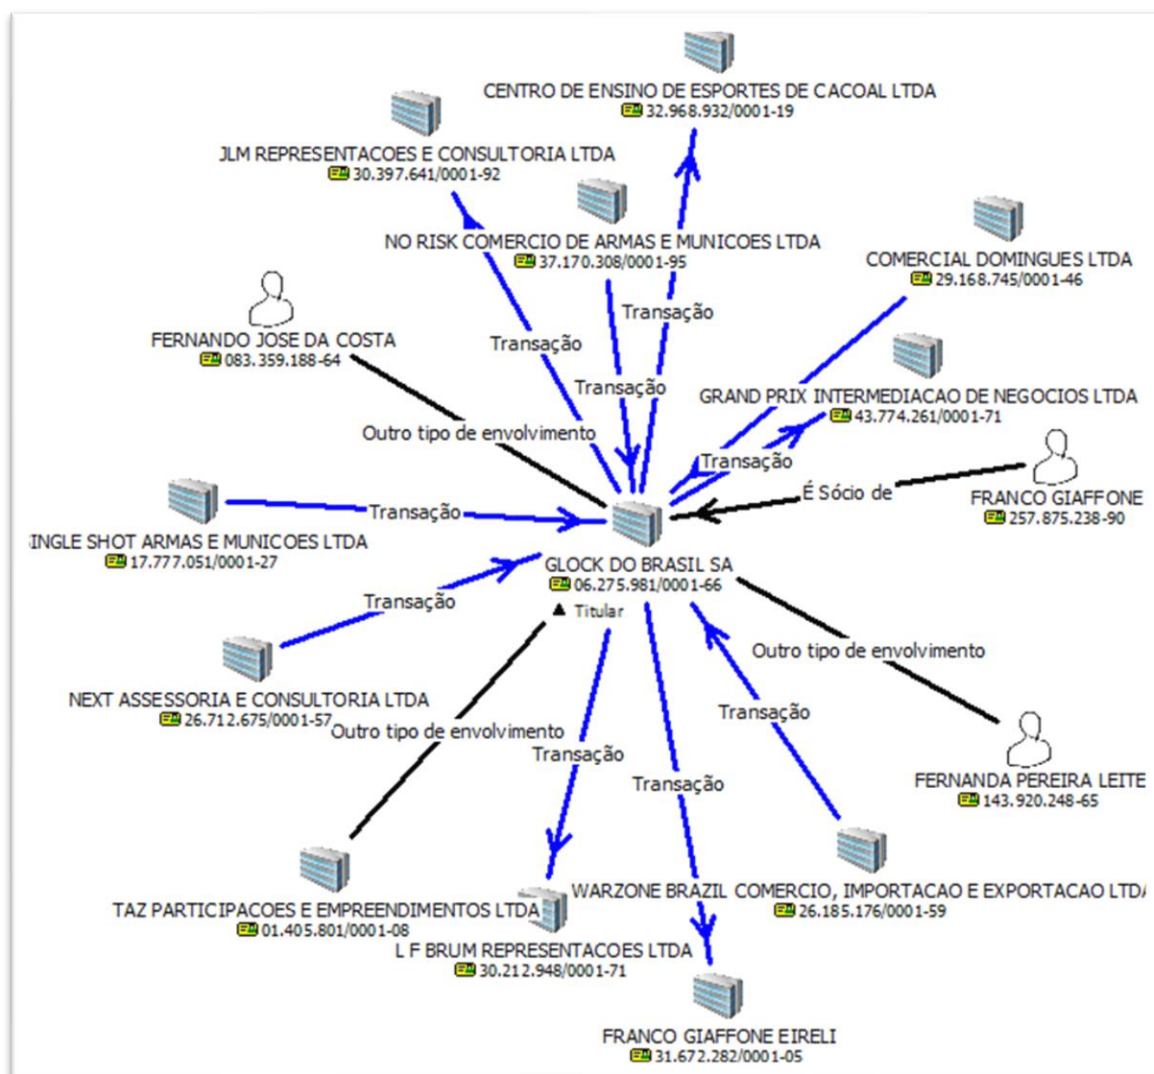 CENTRO DE ENSINO DE ESPORTES DE CACOAL LTDA
32.968.932/0001-19
JLM REPRESENTACOES E CONSULTORIA LTDA
30.397.641/0001-92
NO RISK COMERCIO DE ARMAS E MUNICOES LTDA
37.170.308/0001-95
COMERCIAL DOMINGUES LTDA
29.168.745/0001-46
Transação
FERNANDO JOSE DA COSTA
083.359.188-64
Transação
Transação
GRAND PRIX INTERMEDIACAO DE NEGOCIOS LTDA
43.774.261/0001-71
Outro tipo de envolvimento
Transação
É Sócio de
FRANCO GIAFFONE
257.875.238-90
Transação
INGLE SHOT ARMAS E MUNICOES LTDA
17.777.051/0001-27
GLOCK DO BRASIL SA
06.275.981/0001-66
Titular
Transação
Outro tipo de envolvimento
NEXT ASSESSORIA E CONSULTORIA LTDA
26.712.675/0001-57
Outro tipo de envolvimento
Transação
Transação
Transação
FERNANDA PEREIRA LEITE
143.920.248-65
WARZONE BRAZIL COMERCIO, IMPORTACAO E EXPORTACAO LTDA
26.185.176/0001-59
TAZ PARTICIPACOES E EMPREENDIMENTOS LTDA
01.405.801/0001-08
L F BRUM REPRESENTACOES LTDA
30.212.948/0001-71
FRANCO GIAFFONE EIRELI
31.672.282/0001-05